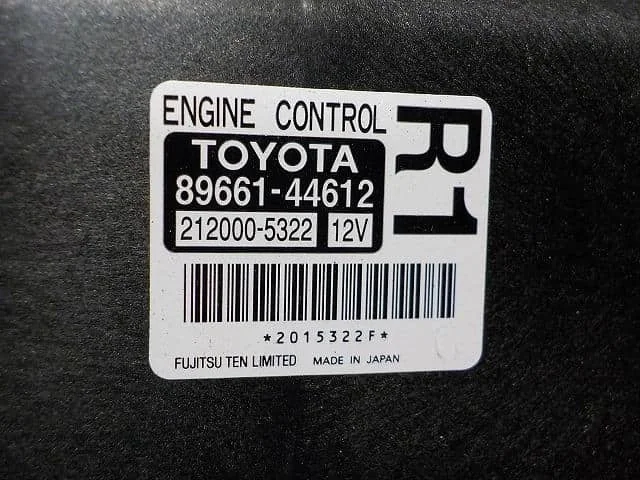 ENGINE CONTROL
R1
TOYOTA
89661-44612
212000-5322 12V
*2015322F*
FUJITSU TEN LIMITED MADE IN JAPAN